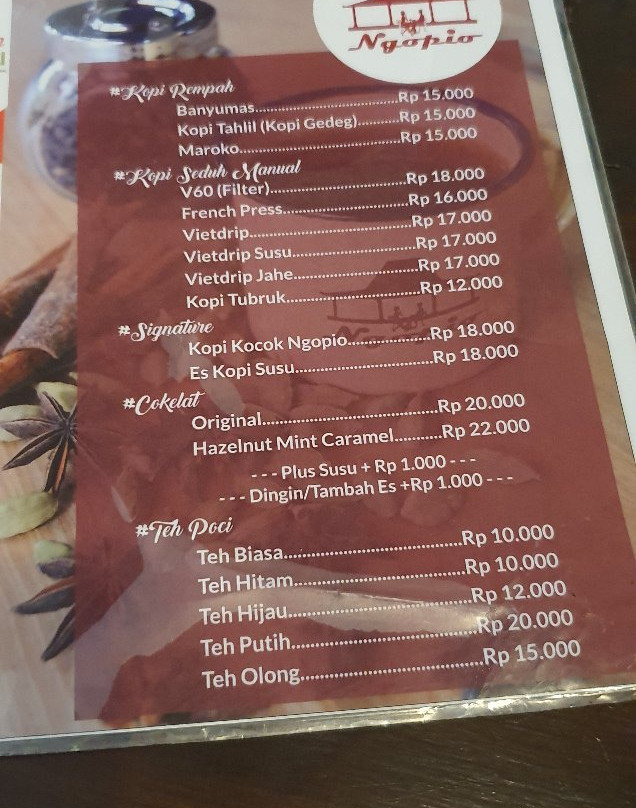 Ngopio
#Kopi Rempah
Banyumas Rp 15.000
Kopi Tahlil (Kopi Gedeg) Rp 15.000
Maroko Rp 15.000
#Kopi Seduh Manual
V60 (Filter) Rp 18.000
French Press Rp 16.000
Vietdrip Rp 17.000
Vietdrip Susu Rp 17.000
Vietdrip Jahe Rp 17.000
Kopi Tubruk Rp 12.000
#Signature
Kopi Kocok Ngopio Rp 18.000
Es Kopi Susu Rp 18.000
#Cokelat
Original Rp 20.000
Hazelnut Mint Caramel Rp 22.000
- - - Plus Susu + Rp 1.000 - - -
- - - Dingin/Tambah Es +Rp 1.000 - - -
#Teh Poci
Teh Biasa Rp 10.000
Teh Hitam Rp 10.000
Teh Hijau Rp 12.000
Teh Putih Rp 20.000
Teh Olong Rp 15.000